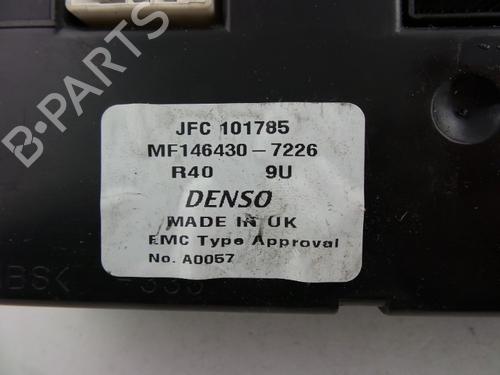 JFC 101785
MF146430-7226
R40 9U
DENSO
MADE IN UK
EMC Type Approval
No. A0057
B-PARTS